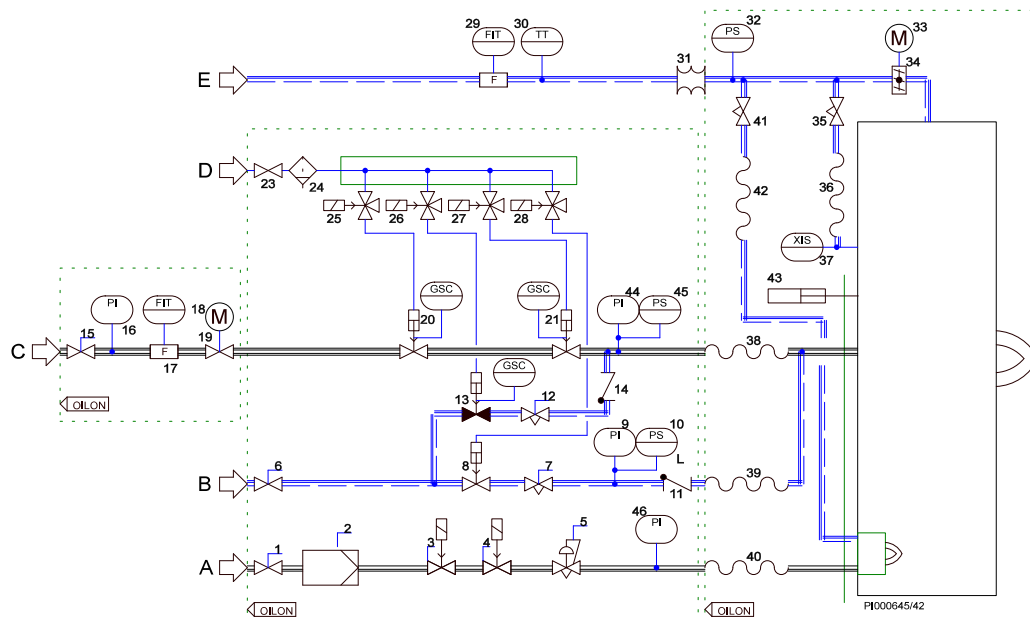 29 FIT 30 TT 32 PS M 33
E F 31 34
41 35
D 23 24
25 26 27 28 42 36
XIS 37
43
GSC GSC
PI 16 FIT 18 M 20 21 44 PI PS 45
C 15 19 38
F 17
GSC 14
OILON 13 12
9 PI PS 10
6 8 7 L
B 11 39
2 46 PI
1 3 4 5
A 40
OILON OILON PI000645/42